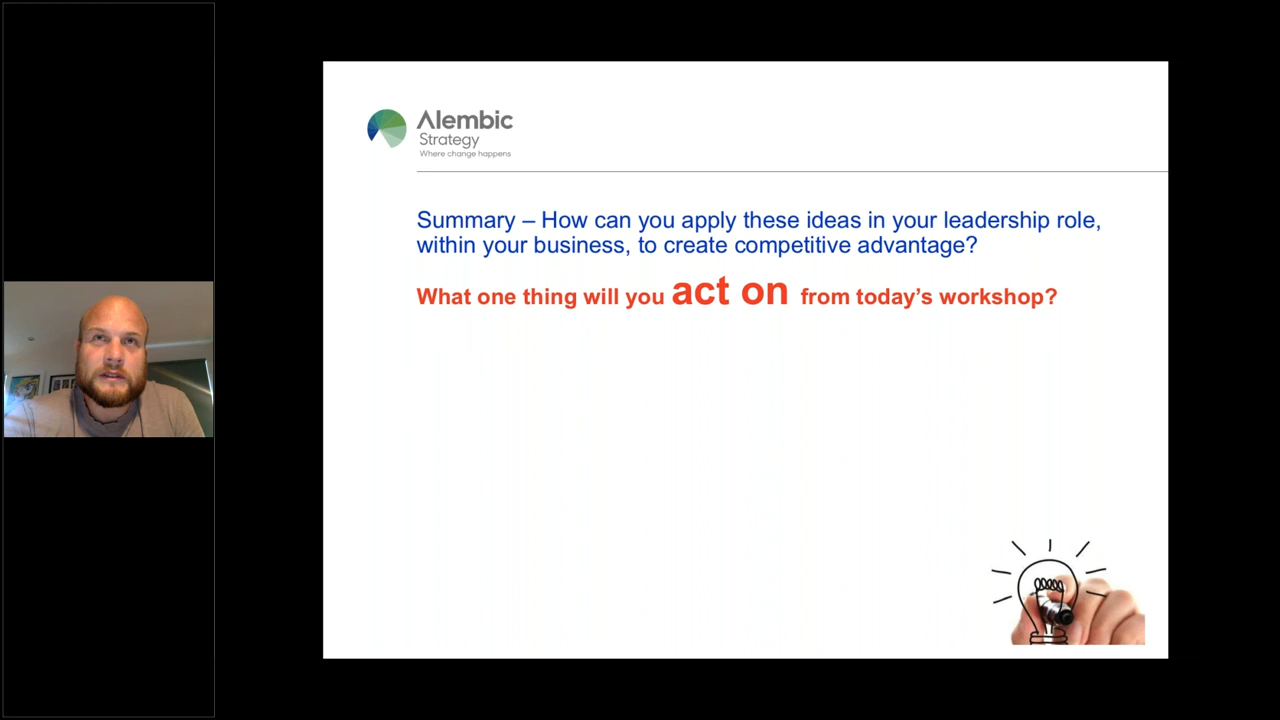 Alembic
Strategy
Where change happens
Summary – How can you apply these ideas in your leadership role,
within your business, to create competitive advantage?
What one thing will you act on from today’s workshop?